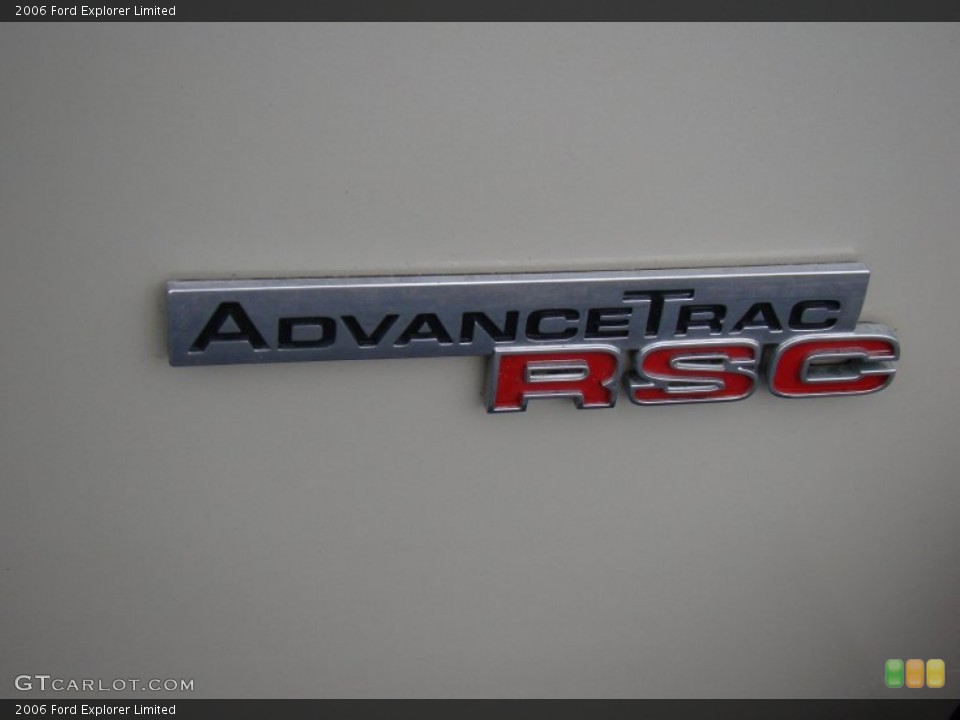 2006 Ford Explorer Limited
AdvanceTrac
RSC
GTcarlot.com
2006 Ford Explorer Limited